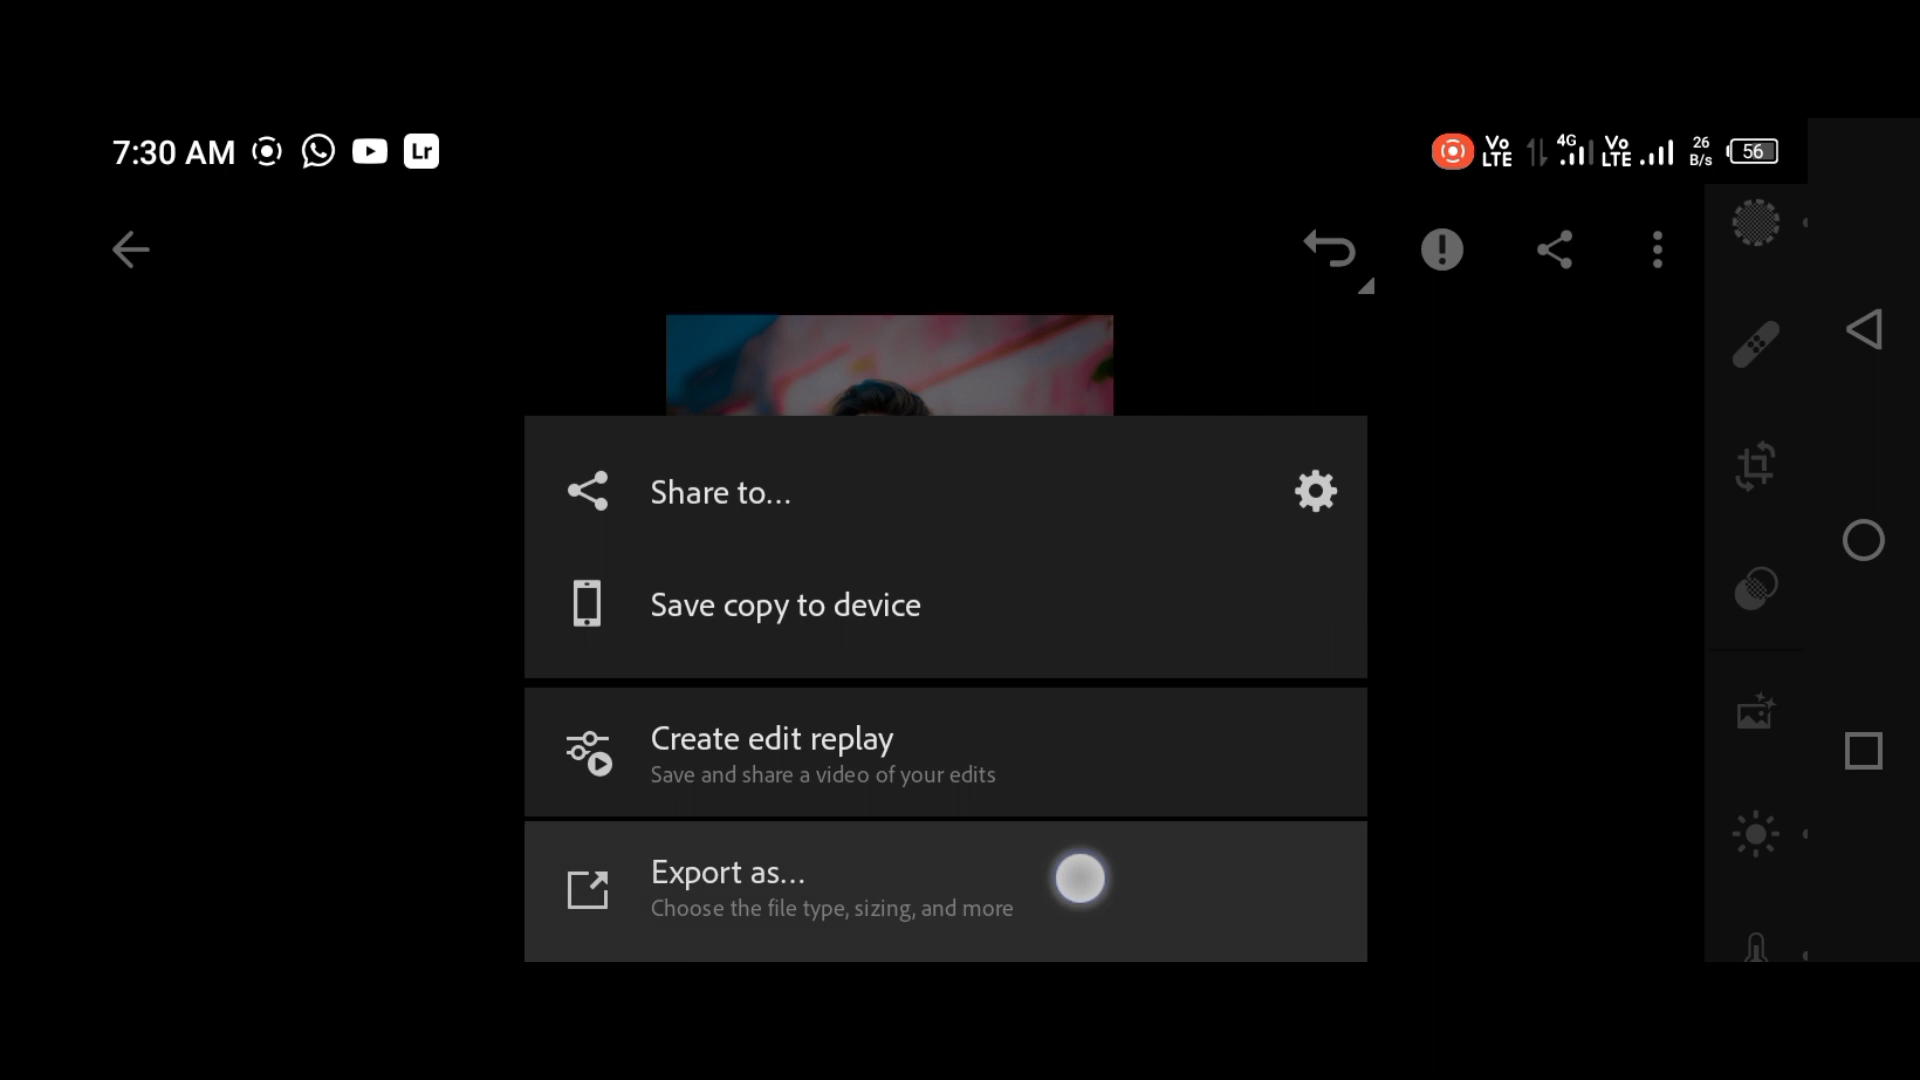 7:30 AM Lr
Vo LTE 4G Vo LTE 26 B/s 56
Share to...
Save copy to device
Create edit replay
Save and share a video of your edits
Export as...
Choose the file type, sizing, and more